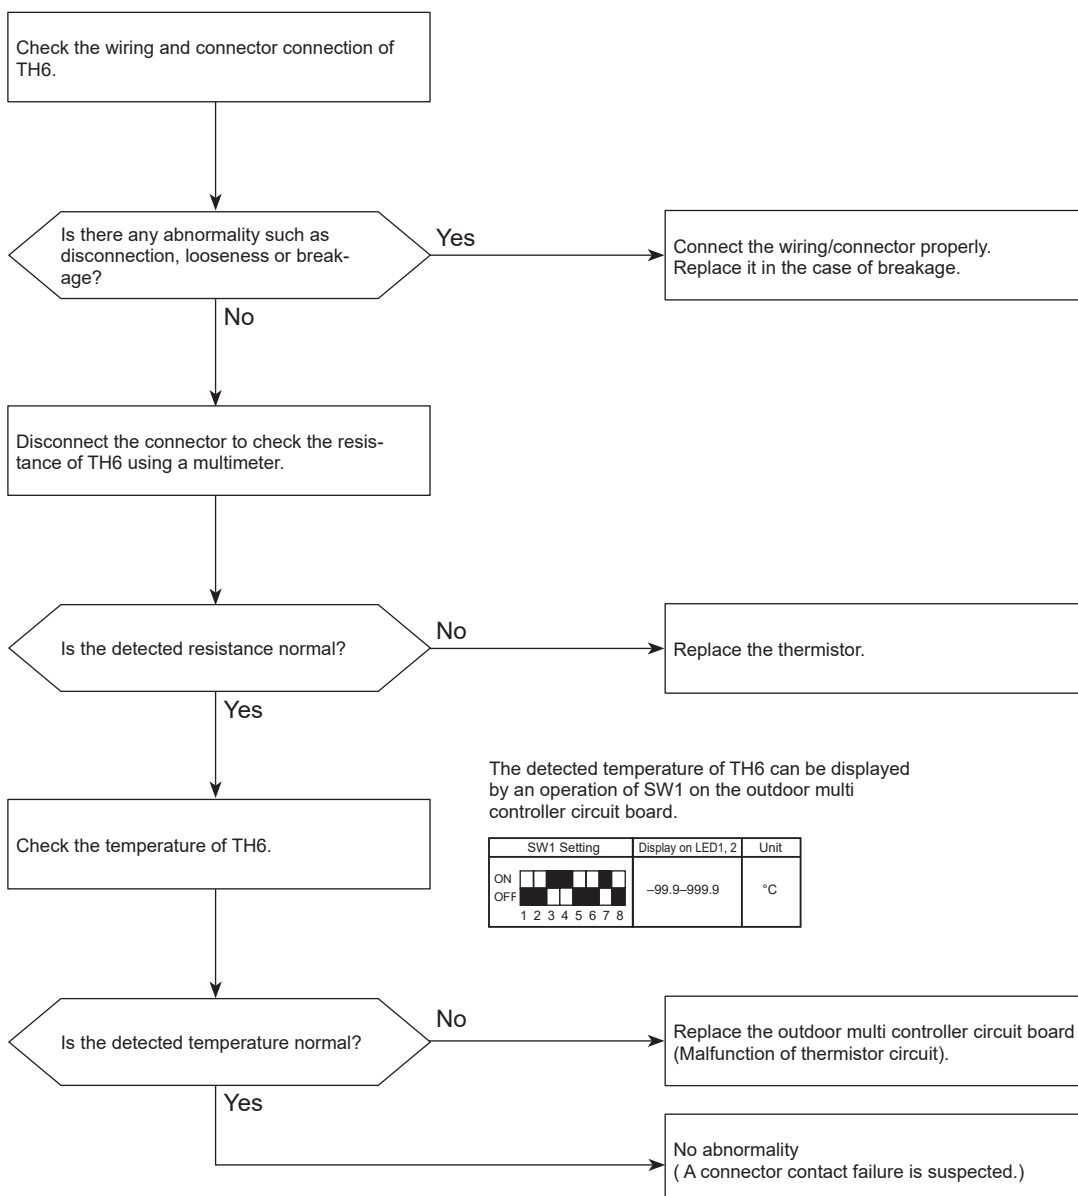 Check the wiring and connector connection of
TH6.
Is there any abnormality such as
disconnection, looseness or break-
age?
Yes
Connect the wiring/connector properly.
Replace it in the case of breakage.
No
Disconnect the connector to check the resis-
tance of TH6 using a multimeter.
Is the detected resistance normal?
No
Replace the thermistor.
Yes
The detected temperature of TH6 can be displayed
by an operation of SW1 on the outdoor multi
controller circuit board.
Check the temperature of TH6.
SW1 Setting Display on LED1, 2 Unit
ON
OFF
1 2 3 4 5 6 7 8
–99.9–999.9
°C
Is the detected temperature normal?
No
Replace the outdoor multi controller circuit board
(Malfunction of thermistor circuit).
Yes
No abnormality
( A connector contact failure is suspected.)